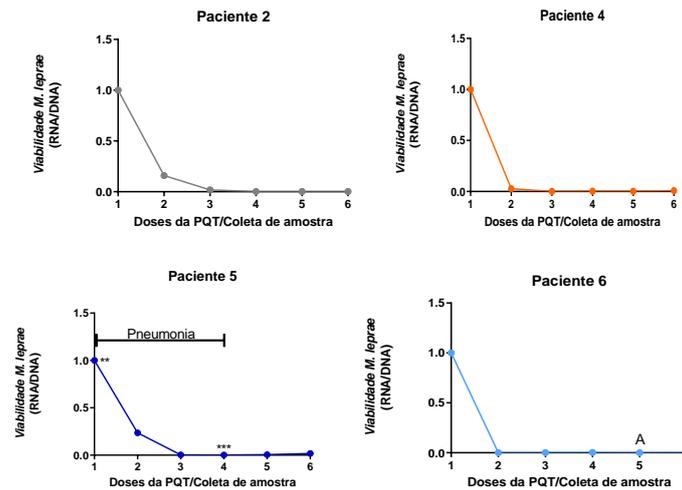 Paciente 2
Viabilidade M. leprae
(RNA/DNA)
1.5
1.0
0.5
0.0
1 2 3 4 5 6
Doses da PQT/Coleta de amostra
Paciente 4
Viabilidade M. leprae
(RNA/DNA)
1.5
1.0
0.5
0.0
1 2 3 4 5 6
Doses da PQT/Coleta de amostra
Paciente 5
Viabilidade M. leprae
(RNA/DNA)
1.5
1.0
0.5
0.0
Pneumonia
**
***
1 2 3 4 5 6
Doses da PQT/Coleta de amostra
Paciente 6
Viabilidade M. leprae
(RNA/DNA)
1.5
1.0
0.5
0.0
A
1 2 3 4 5
Doses da PQT/Coleta de amostra